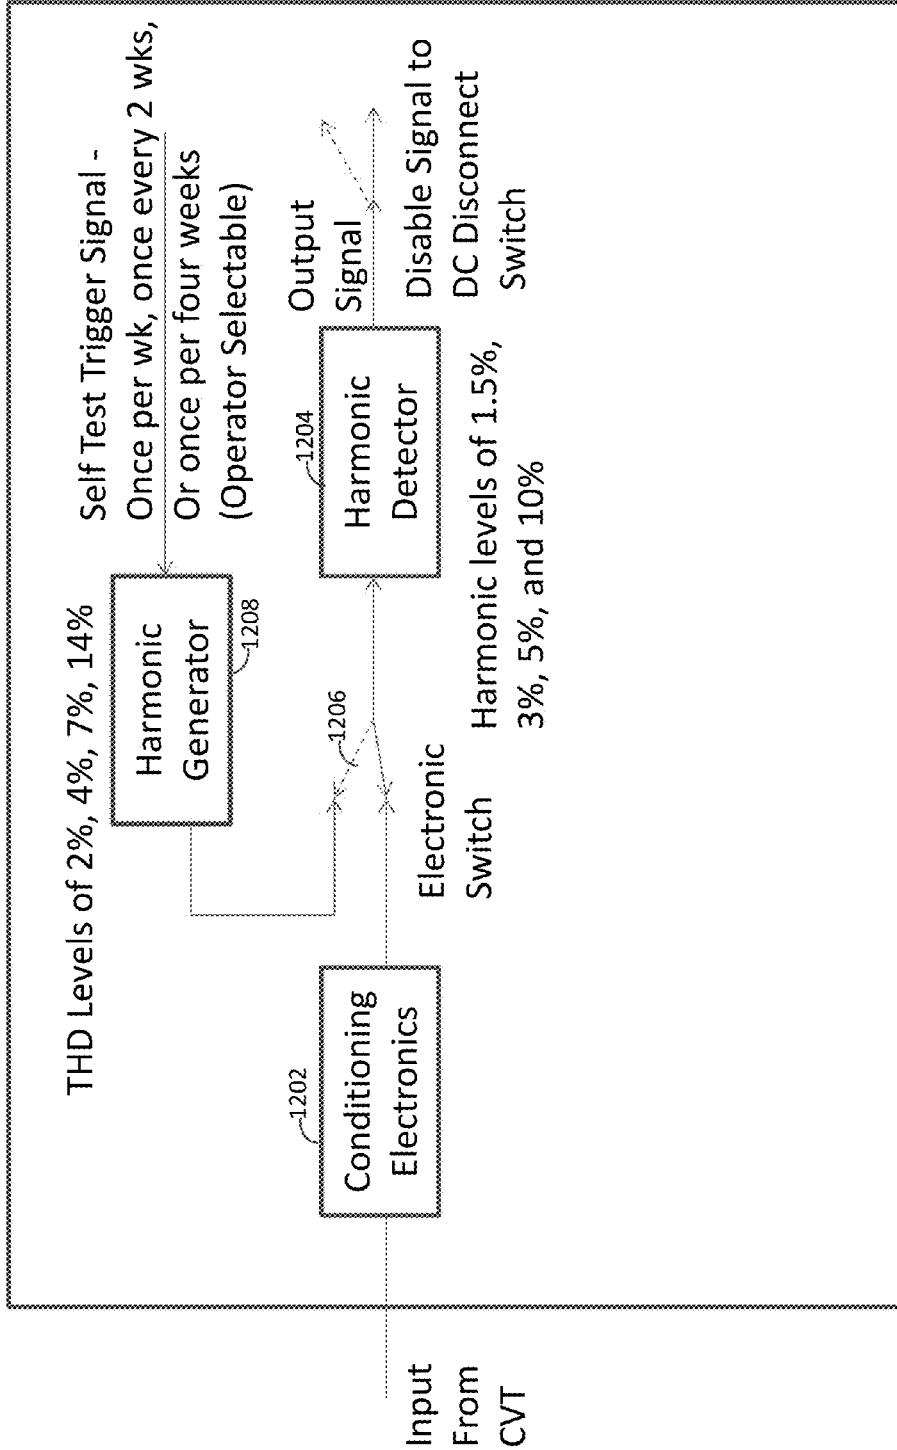 THD Levels of 2%, 4%, 7%, 14%
Self Test Trigger Signal -
Once per wk, once every 2 wks,
Or once per four weeks
(Operator Selectable)
Harmonic
Generator
1208
Input
From
CVT
1202
Conditioning
Electronics
1206
Electronic
Switch
1204
Harmonic
Detector
Harmonic levels of 1.5%,
3%, 5%, and 10%
Output
Signal
Disable Signal to
DC Disconnect
Switch